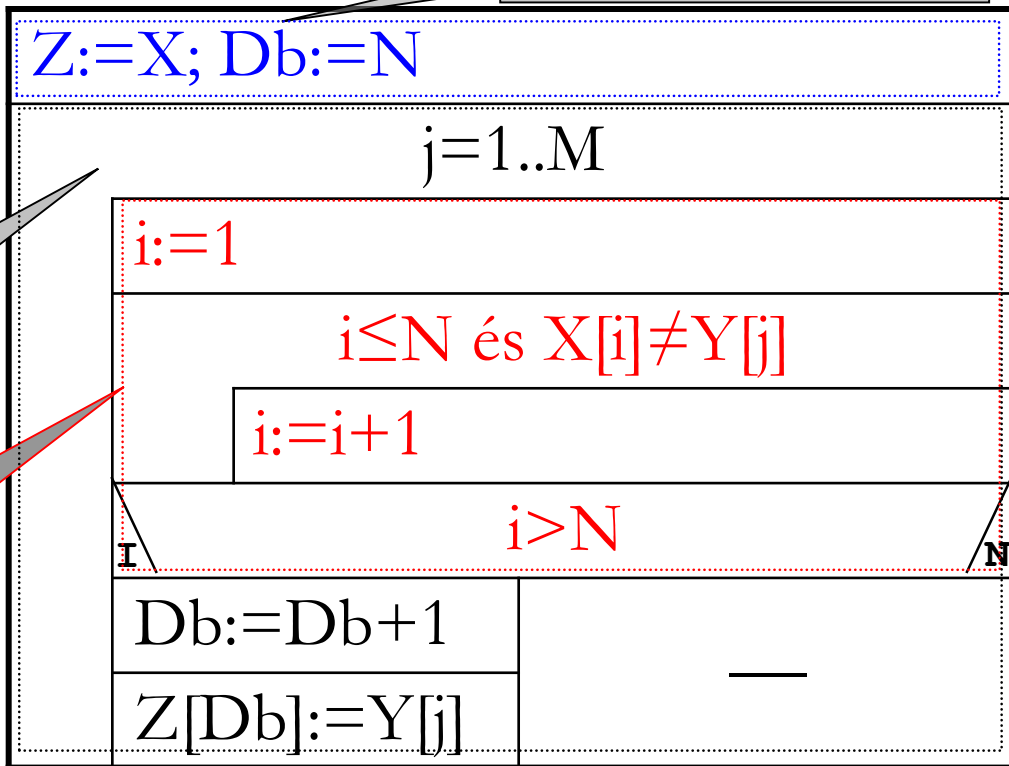 Z:=X; Db:=N
j=1..M
i:=1
i≤N és X[i]≠Y[j]
i:=i+1
i>N
I
N
Db:=Db+1
—
Z[Db]:=Y[j]